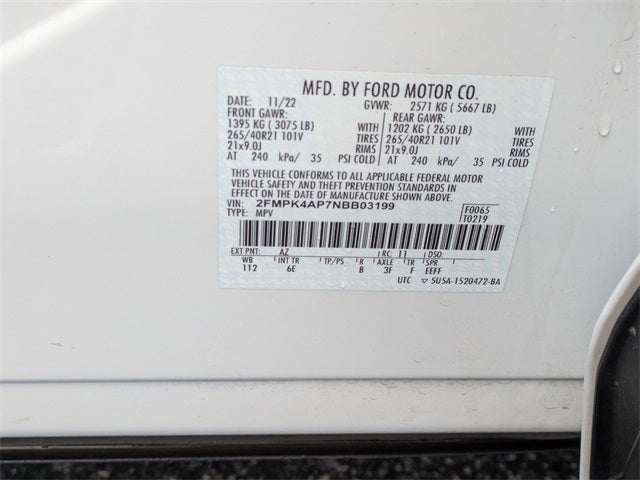 MFD. BY FORD MOTOR CO.
DATE: 11/22 GVWR: 2571 KG ( 5667 LB)
FRONT GAWR: REAR GAWR:
1395 KG ( 3075 LB) WITH 1202 KG ( 2650 LB) WITH
265/40R21 101V TIRES 265/40R21 101V TIRES
21x9.0J RIMS 21x9.0J RIMS
AT 240 kPa/ 35 PSI COLD AT 240 kPa/ 35 PSI COLD
THIS VEHICLE CONFORMS TO ALL APPLICABLE FEDERAL MOTOR
VEHICLE SAFETY AND THEFT PREVENTION STANDARDS IN
EFFECT ON THE DATE OF MANUFACTURE SHOWN ABOVE.
VIN: 2FMPK4AP7NBB03199 F0065
TYPE: MPV T0219
EXT PNT: AZ RC: 11 DSO:
WB INT TR TP/PS R AXLE TR SPR
112 6E B 3F F EEFF
UTC ▽ 5U5A-1520472-BA